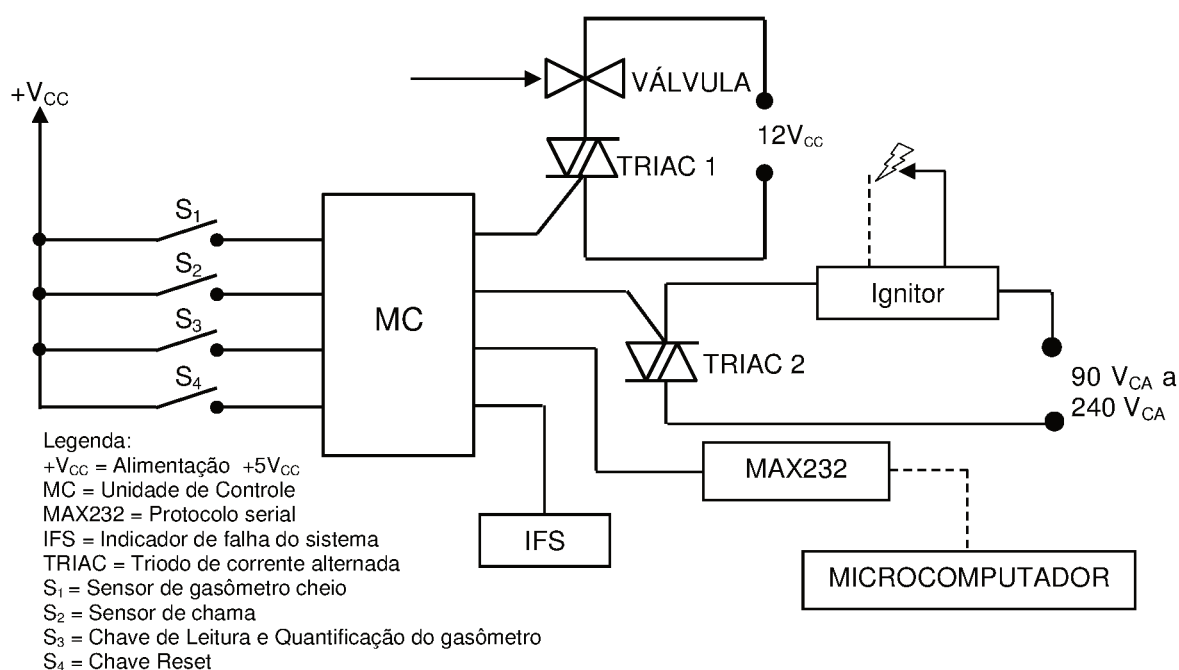 +VCC
S1
S2
S3
S4
MC
VÁLVULA
TRIAC 1
12VCC
Ignitor
TRIAC 2
90 VCA a
240 VCA
MAX232
IFS
MICROCOMPUTADOR
Legenda:
+VCC = Alimentação +5VCC
MC = Unidade de Controle
MAX232 = Protocolo serial
IFS = Indicador de falha do sistema
TRIAC = Triodo de corrente alternada
S1 = Sensor de gasômetro cheio
S2 = Sensor de chama
S3 = Chave de Leitura e Quantificação do gasômetro
S4 = Chave Reset